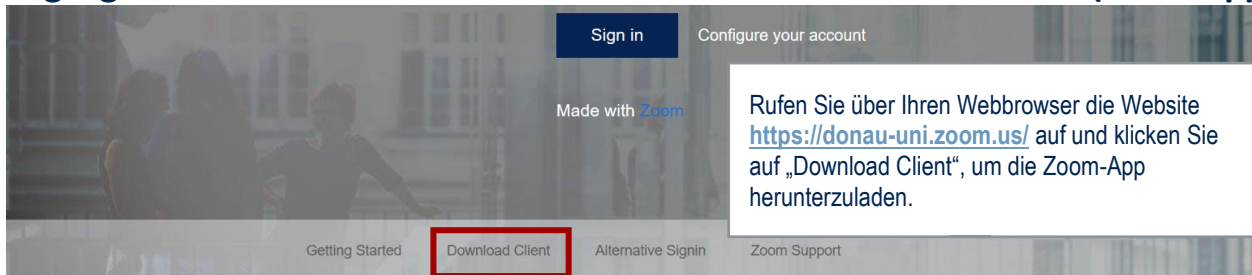 Sign in Configure your account
Made with Zoom
Rufen Sie über Ihren Webbrowser die Website
https://donau-uni.zoom.us/ auf und klicken Sie
auf „Download Client“, um die Zoom-App
herunterzuladen.
Getting Started Download Client Alternative Signin Zoom Support